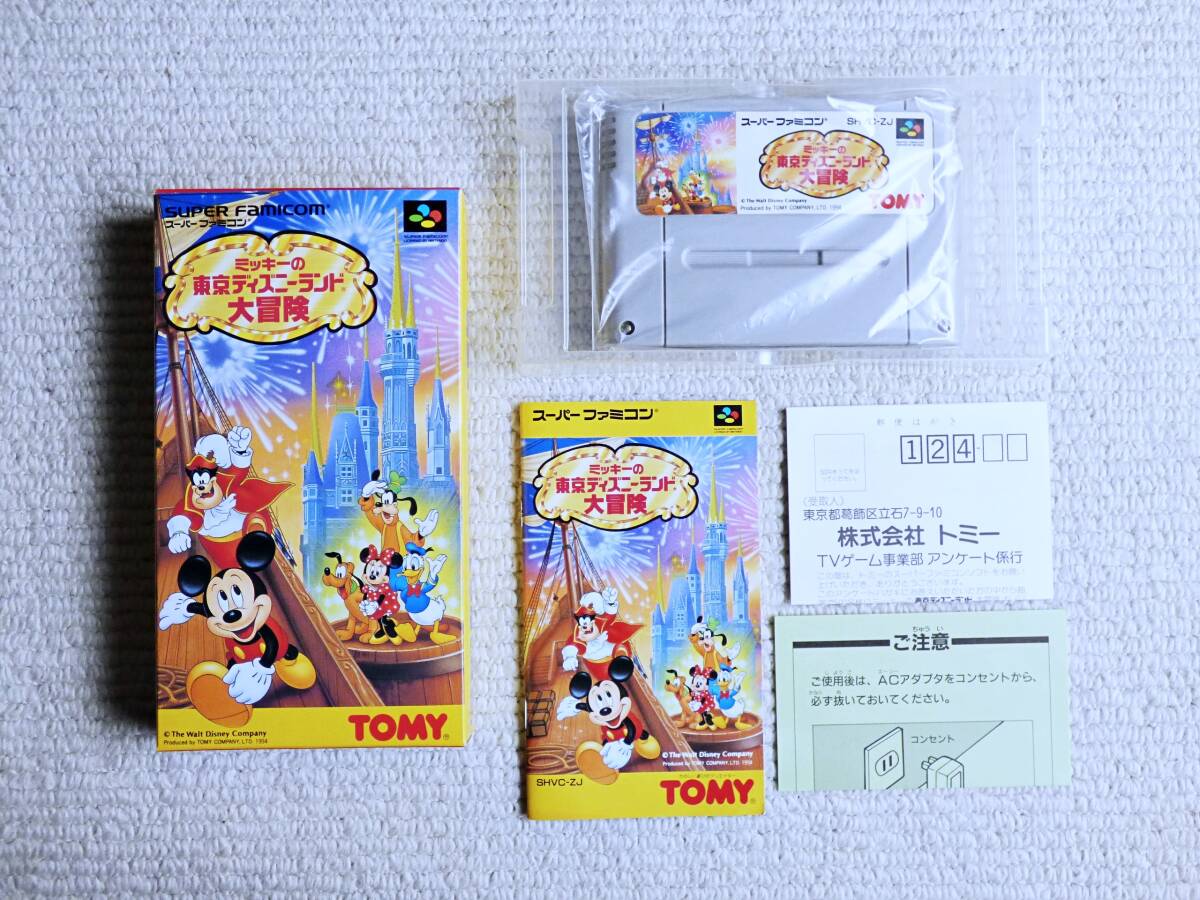 SUPER FAMICOM
スーパーファミコン
ミッキーの
東京ディズニーランド
大冒険
©The Walt Disney Company
Produced by TOMY COMPANY, LTD. 1994
TOMY
スーパーファミコン
SHVC-ZJ
ミッキーの
東京ディズニーランド
大冒険
©The Walt Disney Company
Produced by TOMY COMPANY, LTD. 1994
TOMY
スーパーファミコン
ミッキーの
東京ディズニーランド
大冒険
©The Walt Disney Company
Produced by TOMY COMPANY, LTD. 1994
SHVC-ZJ
TOMY
郵便はがき
124-
(受取人)
東京都葛飾区立石7-9-10
株式会社 トミー
TVゲーム事業部 アンケート係行
ご注意
ご使用後は、ACアダプタをコンセントから、
必ず抜いておいてください。
コンセント